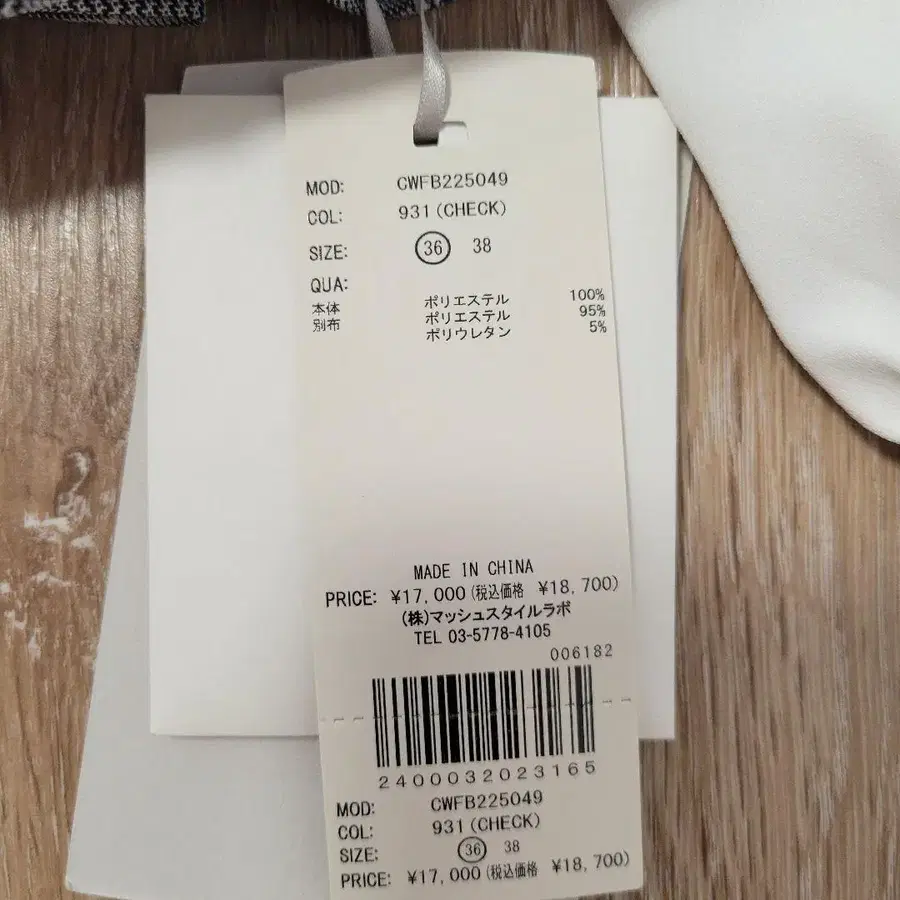 MOD: CWFB225049
COL: 931(CHECK)
SIZE: 36 38
QUA:
本体 ポリエステル 100%
別布 ポリエステル 95%
ポリウレタン 5%
MADE IN CHINA
PRICE: ¥17,000(税込価格 ¥18,700)
(株)マッシュスタイルラボ
TEL 03-5778-4105
006182
2400032023165
MOD: CWFB225049
COL: 931(CHECK)
SIZE: 36 38
PRICE: ¥17,000(税込価格 ¥18,700)